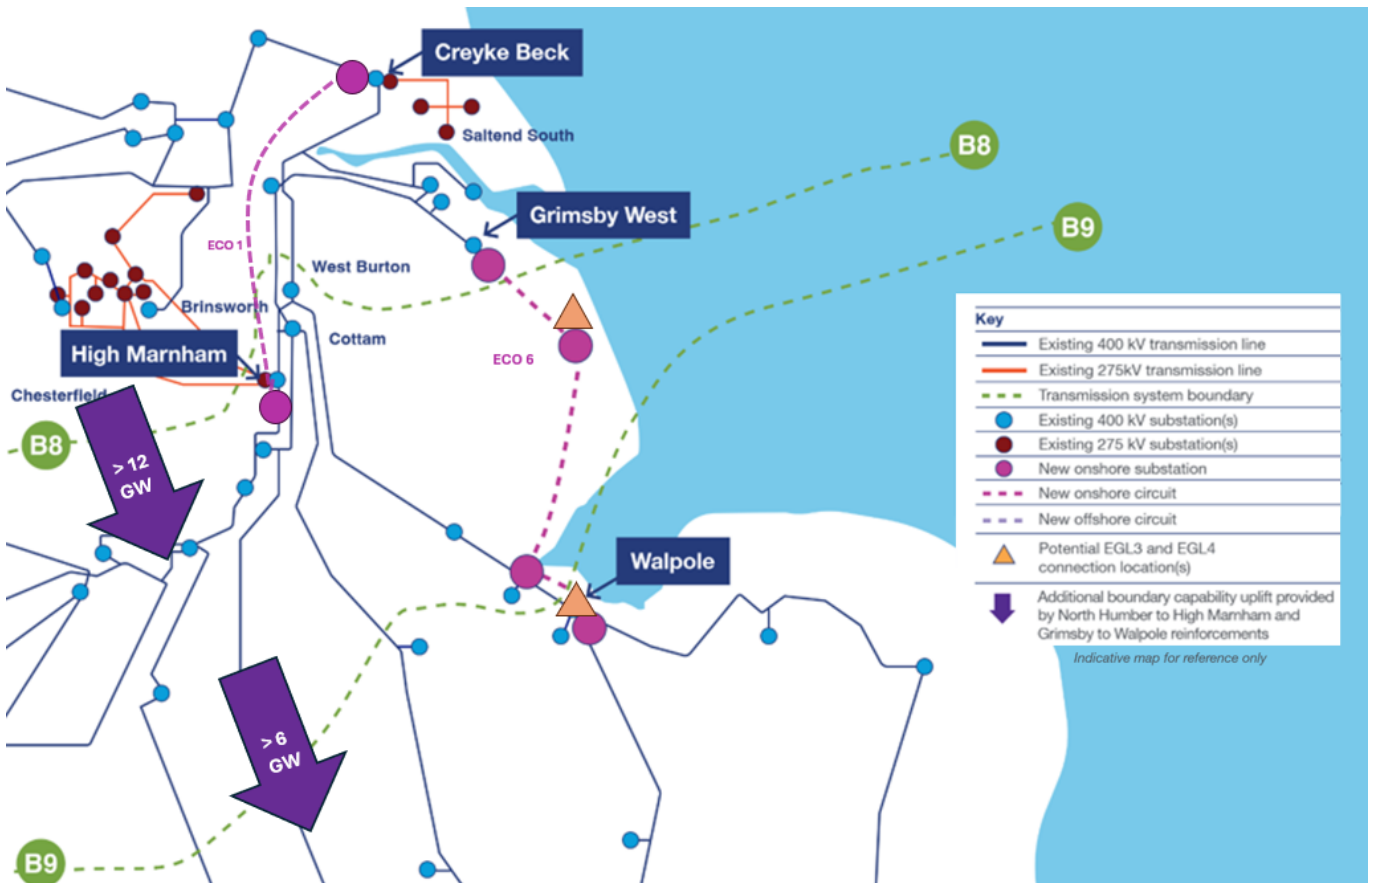 Creyke Beck
Saltend South
B8
Grimsby West
B9
ECO 1
West Burton
Brinsworth
Cottam
High Marnham
ECO 6
Chesterfield
B8
> 12
GW
Walpole
> 6
GW
B9
Key
Existing 400 kV transmission line
Existing 275kV transmission line
Transmission system boundary
Existing 400 kV substation(s)
Existing 275 kV substation(s)
New onshore substation
New onshore circuit
New offshore circuit
Potential EGL3 and EGL4
connection location(s)
Additional boundary capability uplift provided
by North Humber to High Marnham and
Grimsby to Walpole reinforcements
Indicative map for reference only